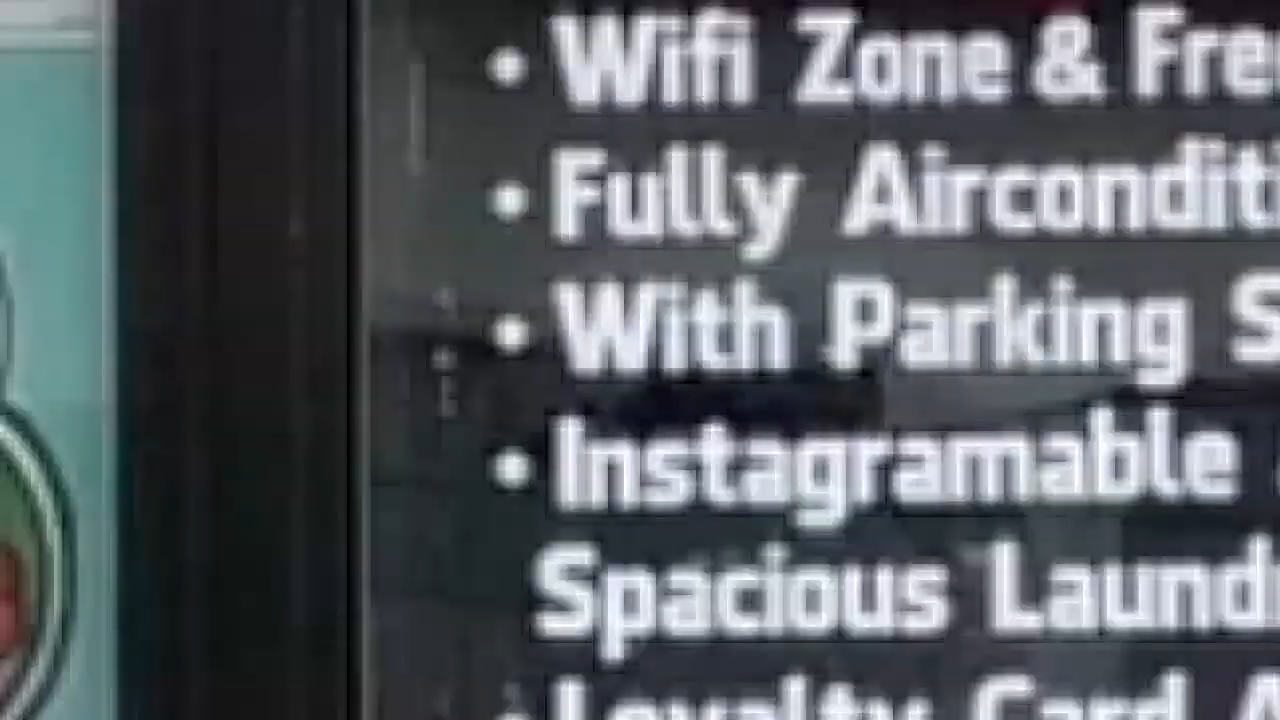 • Wifi Zone & Fre
• Fully Aircondit
• With Parking S
• Instagramable
Spacious Laund
• Loyalty Card A